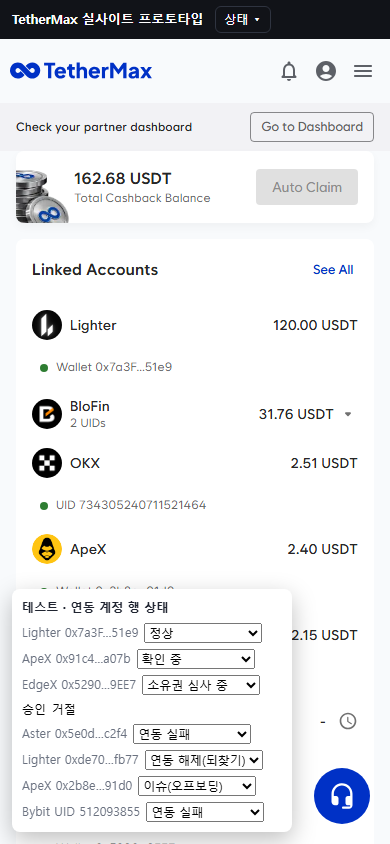 TetherMax 실사이트 프로토타입 상태
TetherMax
Check your partner dashboard Go to Dashboard
162.68 USDT
Total Cashback Balance
Auto Claim
Linked Accounts See All
Lighter 120.00 USDT
Wallet 0x7a3F...51e9
BloFin 31.76 USDT
2 UIDs
OKX 2.51 USDT
UID 734305240711521464
ApeX 2.40 USDT
2.15 USDT
-
테스트 · 연동 계정 행 상태
Lighter 0x7a3F...51e9 정상
ApeX 0x91c4...a07b 확인 중
EdgeX 0x5290...9EE7 소유권 심사 중
승인 거절
Aster 0x5e0d...c2f4 연동 실패
Lighter 0xde70...fb77 연동 해제(되찾기)
ApeX 0x2b8e...91d0 이슈(오프보딩)
Bybit UID 512093855 연동 실패